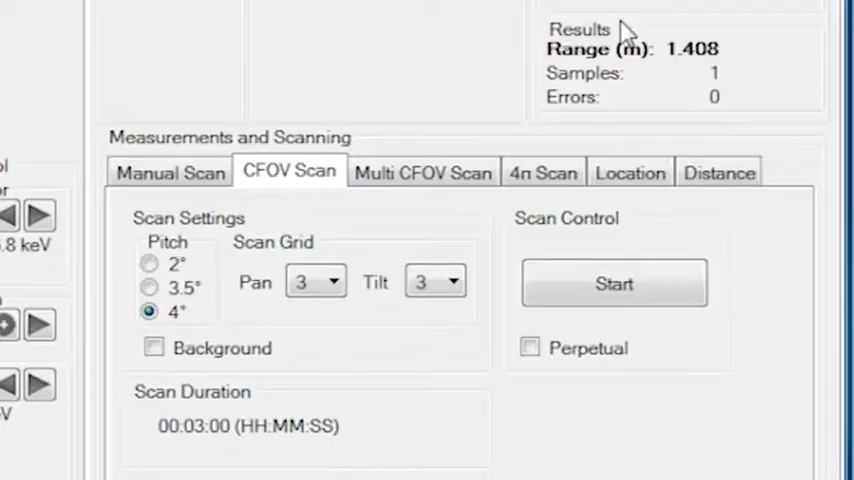 Results
Range (m): 1.408
Samples: 1
Errors: 0
Measurements and Scanning
Manual Scan CFOV Scan Multi CFOV Scan 4π Scan Location Distance
Scan Settings
Scan Control
Pitch
Scan Grid
2°
3.5°
4°
Pan 3 Tilt 3
Start
Background
Perpetual
Scan Duration
00:03:00 (HH:MM:SS)
.8 keV